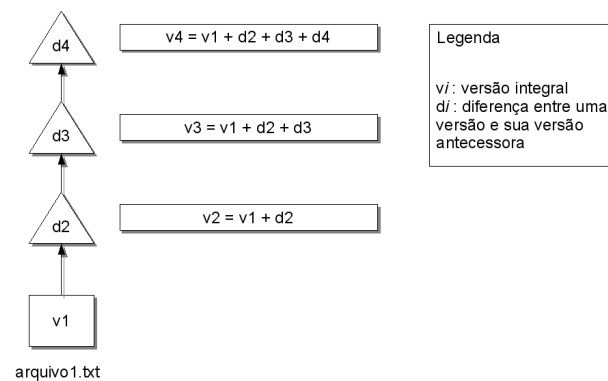 d4
v4 = v1 + d2 + d3 + d4
d3
v3 = v1 + d2 + d3
d2
v2 = v1 + d2
v1
arquivo1.txt
Legenda
vi : versão integral
di : diferença entre uma
versão e sua versão
antecessora